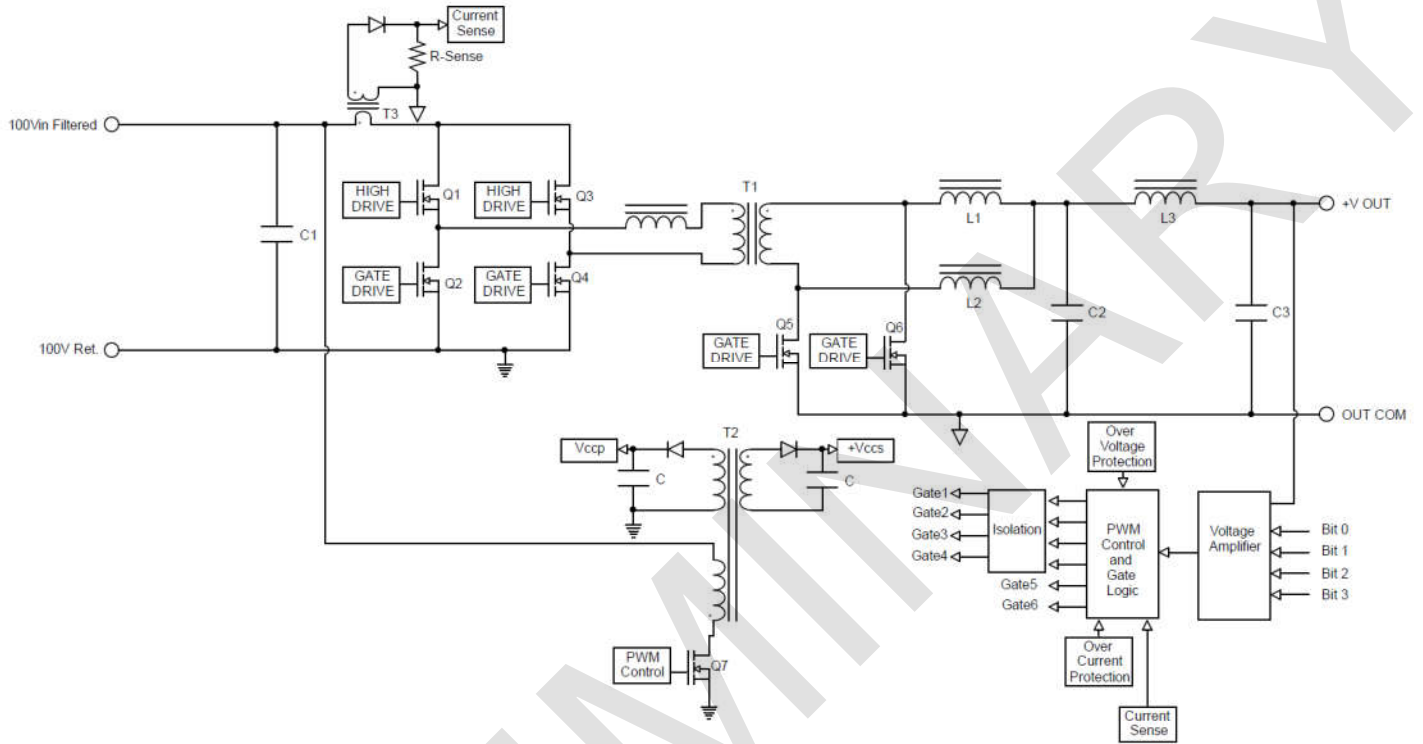 Current
Sense
R-Sense
T3
100Vin Filtered
HIGH
DRIVE
Q1
HIGH
DRIVE
Q3
T1
L1
L3
+V OUT
C1
GATE
DRIVE
Q2
GATE
DRIVE
Q4
L2
C2
C3
100V Ret.
Q5
GATE
DRIVE
Q6
GATE
DRIVE
OUT COM
T2
Vccp
+Vccs
C
C
Over
Voltage
Protection
Gate1
Gate2
Gate3
Gate4
Isolation
Gate5
Gate6
PWM
Control
and
Gate
Logic
Voltage
Amplifier
Bit 0
Bit 1
Bit 2
Bit 3
PWM
Control
Q7
Over
Current
Protection
Current
Sense
MINARY